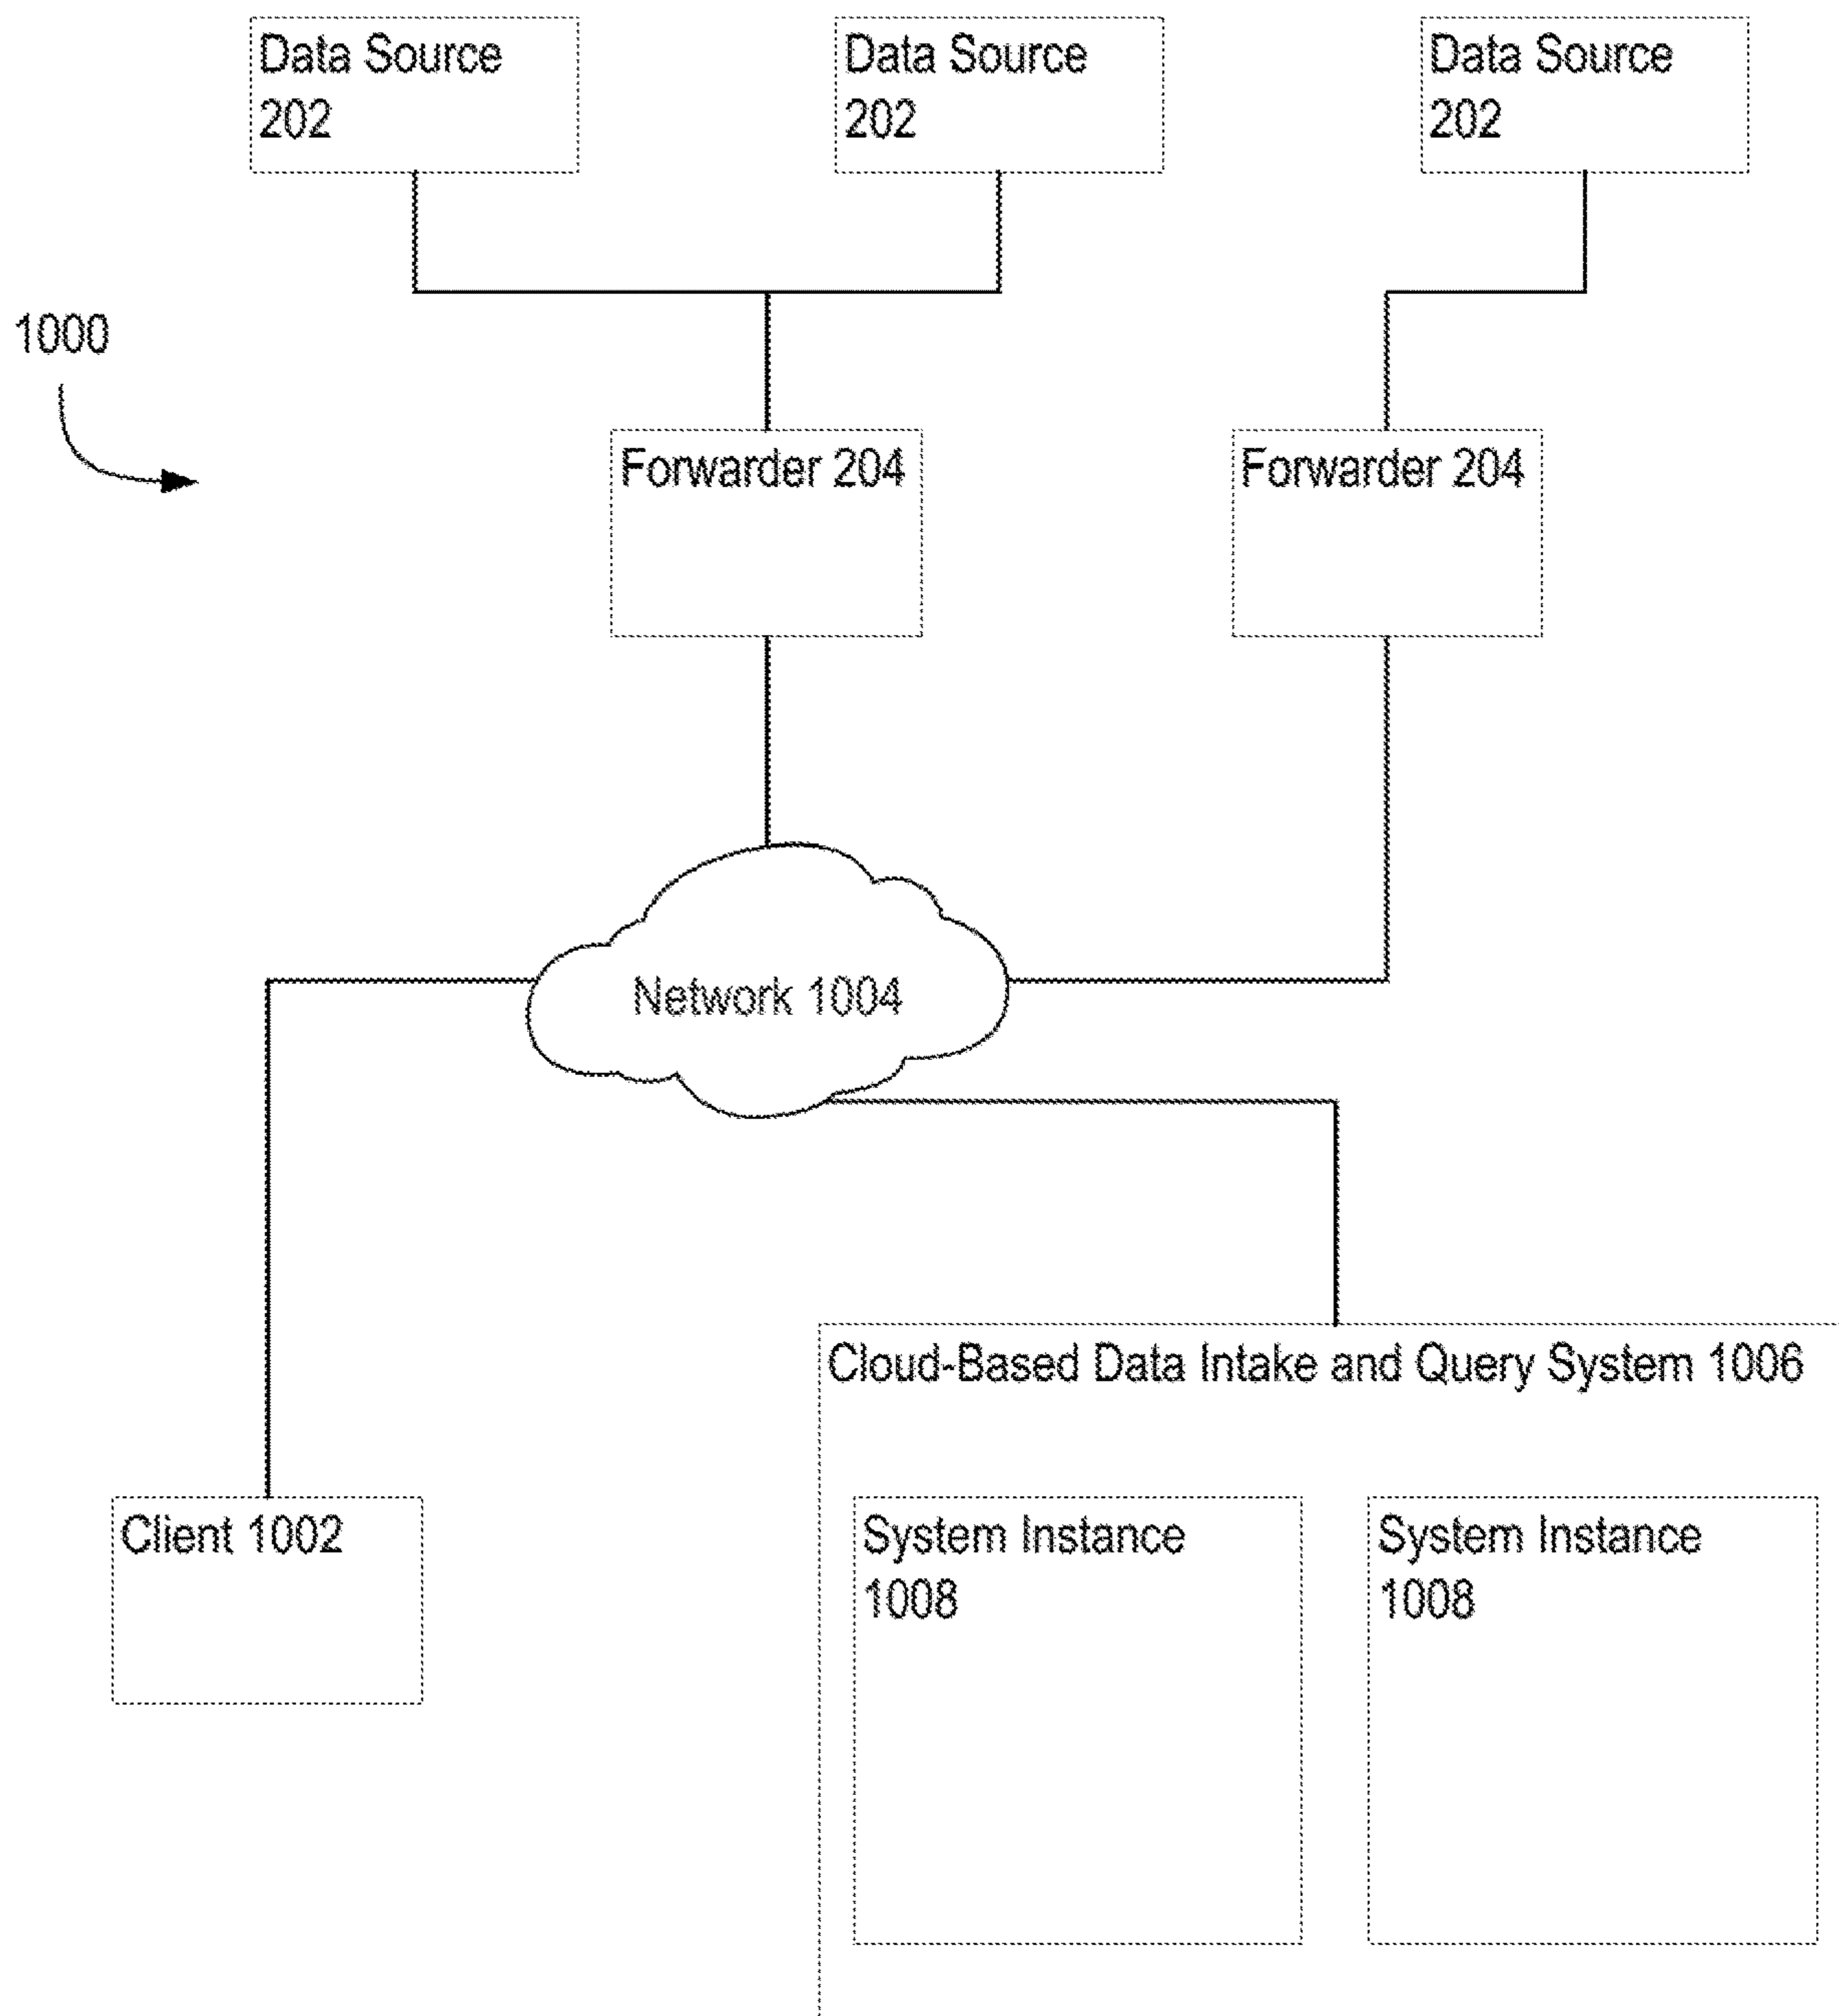 Data Source
202
Data Source
202
Data Source
202
1000
Forwarder 204
Forwarder 204
Network 1004
Cloud-Based Data Intake and Query System 1006
Client 1002
System Instance
1008
System Instance
1008